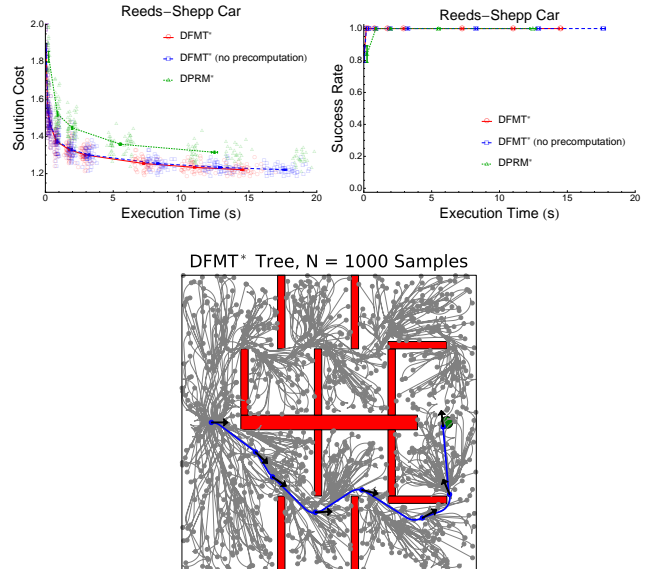 Reeds−Shepp Car
Solution Cost
2.0
1.8
1.6
1.4
1.2
DFMT*
DFMT* (no precomputation)
DPRM*
0
5
10
15
20
Execution Time (s)
Reeds−Shepp Car
Success Rate
1.0
0.8
0.6
0.4
0.2
0.0
DFMT*
DFMT* (no precomputation)
DPRM*
0
5
10
15
20
Execution Time (s)
DFMT* Tree, N = 1000 Samples